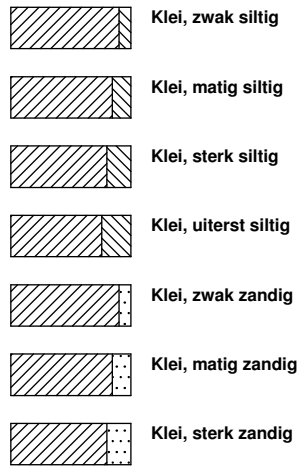 Klei, zwak siltig
Klei, matig siltig
Klei, sterk siltig
Klei, uiterst siltig
Klei, zwak zandig
Klei, matig zandig
Klei, sterk zandig